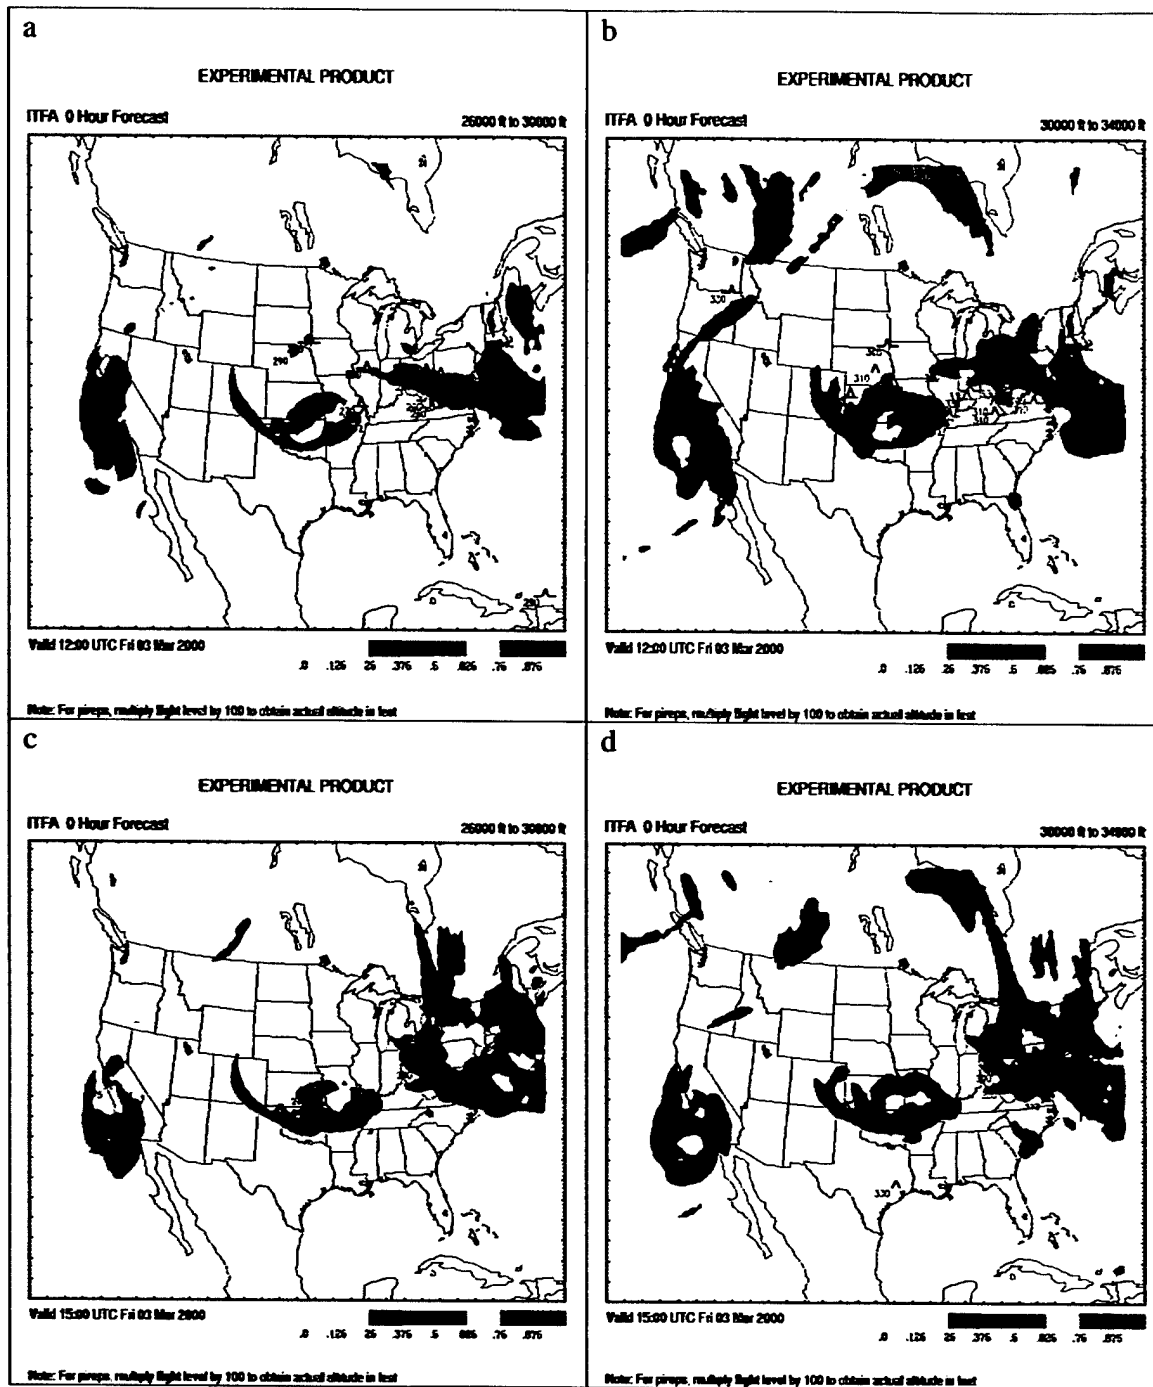 a
EXPERIMENTAL PRODUCT
ITFA 0 Hour Forecast
26000 ft to 30000 ft
290
290
Valid 12:00 UTC Fri 03 Mar 2000
.0 .125 .25 .375 .5 .625 .75 .875
Note: For pireps, multiply flight level by 100 to obtain actual altitude in feet
b
EXPERIMENTAL PRODUCT
ITFA 0 Hour Forecast
30000 ft to 34000 ft
330
320
310
310
Valid 12:00 UTC Fri 03 Mar 2000
.0 .125 .25 .375 .5 .625 .75 .875
Note: For pireps, multiply flight level by 100 to obtain actual altitude in feet
c
EXPERIMENTAL PRODUCT
ITFA 0 Hour Forecast
26000 ft to 30000 ft
Valid 15:00 UTC Fri 03 Mar 2000
.0 .125 .25 .375 .5 .625 .75 .875
Note: For pireps, multiply flight level by 100 to obtain actual altitude in feet
d
EXPERIMENTAL PRODUCT
ITFA 0 Hour Forecast
30000 ft to 34000 ft
330
Valid 15:00 UTC Fri 03 Mar 2000
.0 .125 .25 .375 .5 .625 .75 .875
Note: For pireps, multiply flight level by 100 to obtain actual altitude in feet